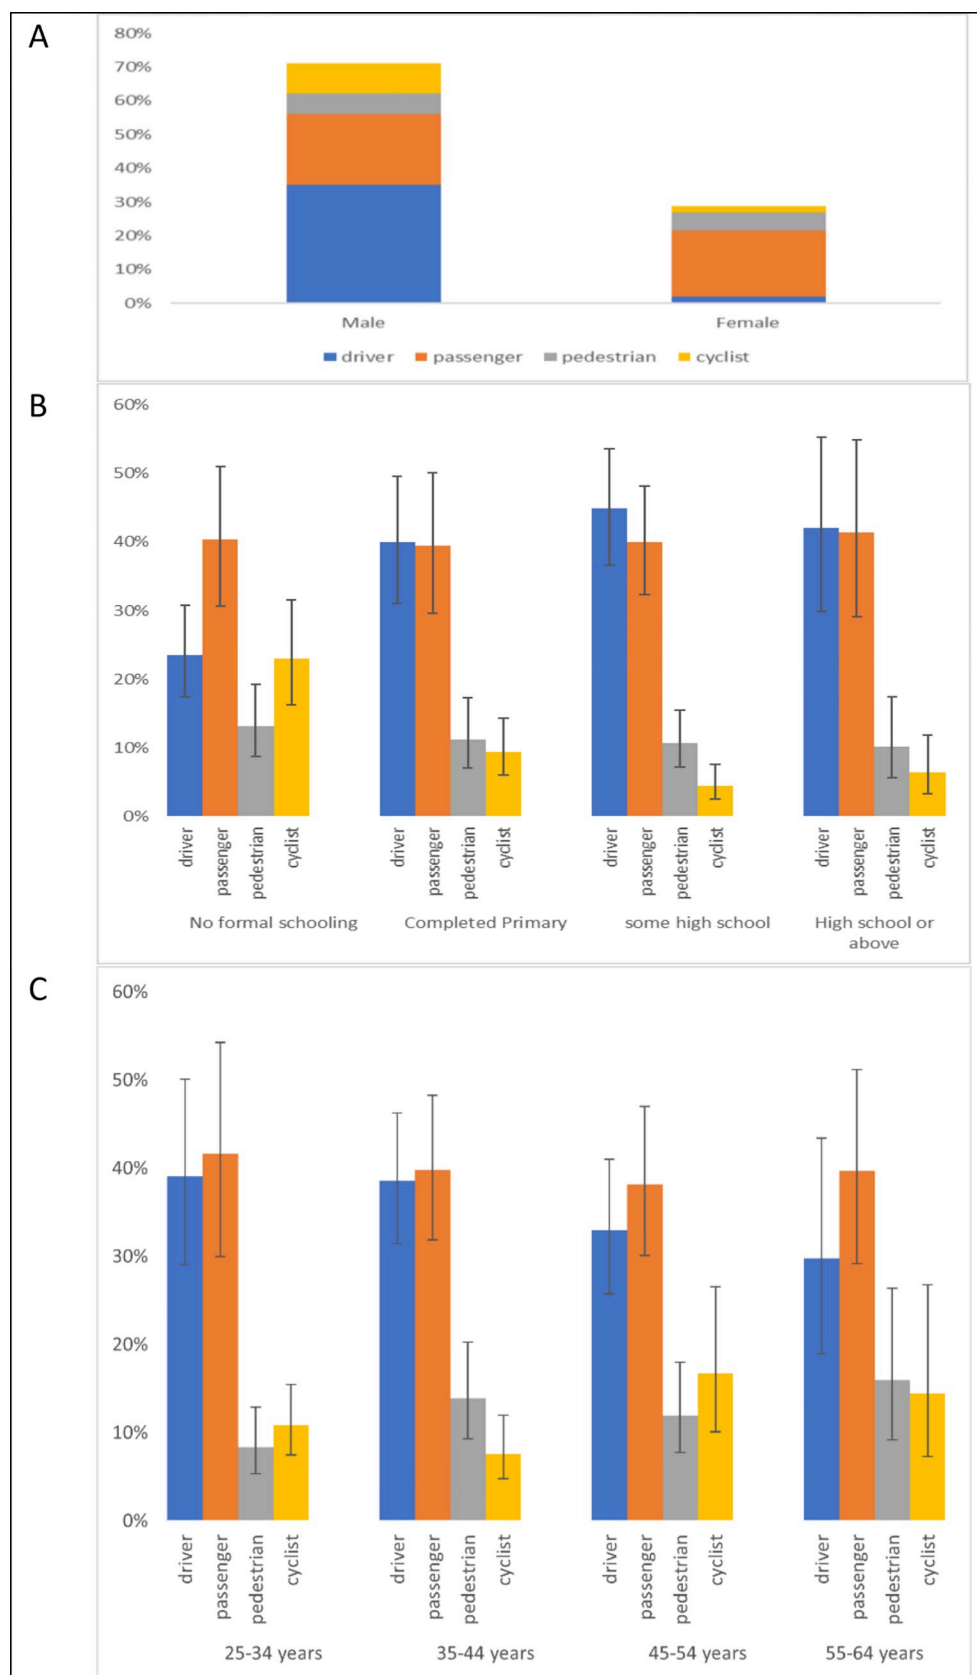 A
80%
70%
60%
50%
40%
30%
20%
10%
0%
Male Female
driver passenger pedestrian cyclist
B
60%
50%
40%
30%
20%
10%
0%
driver passenger pedestrian cyclist driver passenger pedestrian cyclist driver passenger pedestrian cyclist driver passenger pedestrian cyclist
No formal schooling Completed Primary some high school High school or
above
C
60%
50%
40%
30%
20%
10%
0%
driver passenger pedestrian cyclist driver passenger pedestrian cyclist driver passenger pedestrian cyclist driver passenger pedestrian cyclist
25-34 years 35-44 years 45-54 years 55-64 years